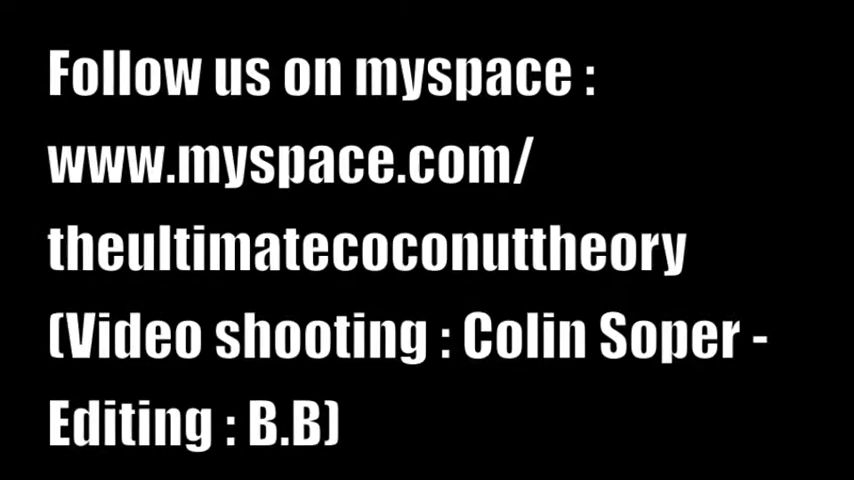 Follow us on myspace :
www.myspace.com/
theultimatecoconuttheory
(Video shooting : Colin Soper -
Editing : B.B)